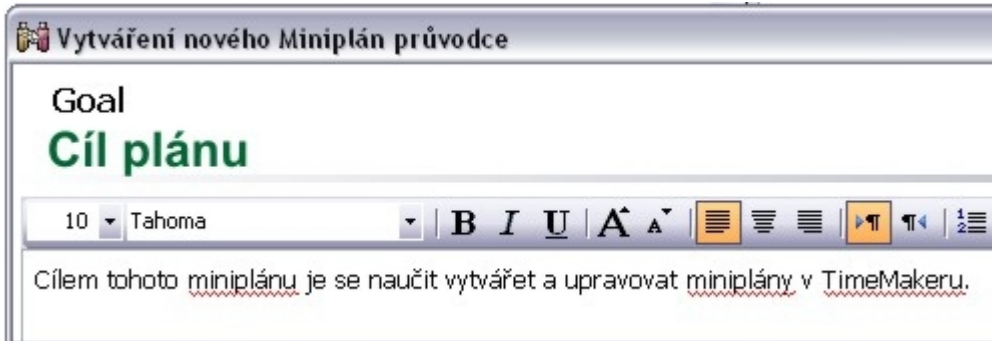 Vytváření nového Miniplán průvodce
Goal
Cíl plánu
10 Tahoma B I U A A
Cílem tohoto miniplánu je se naučit vytvářet a upravovat miniplány v TimeMakeru.